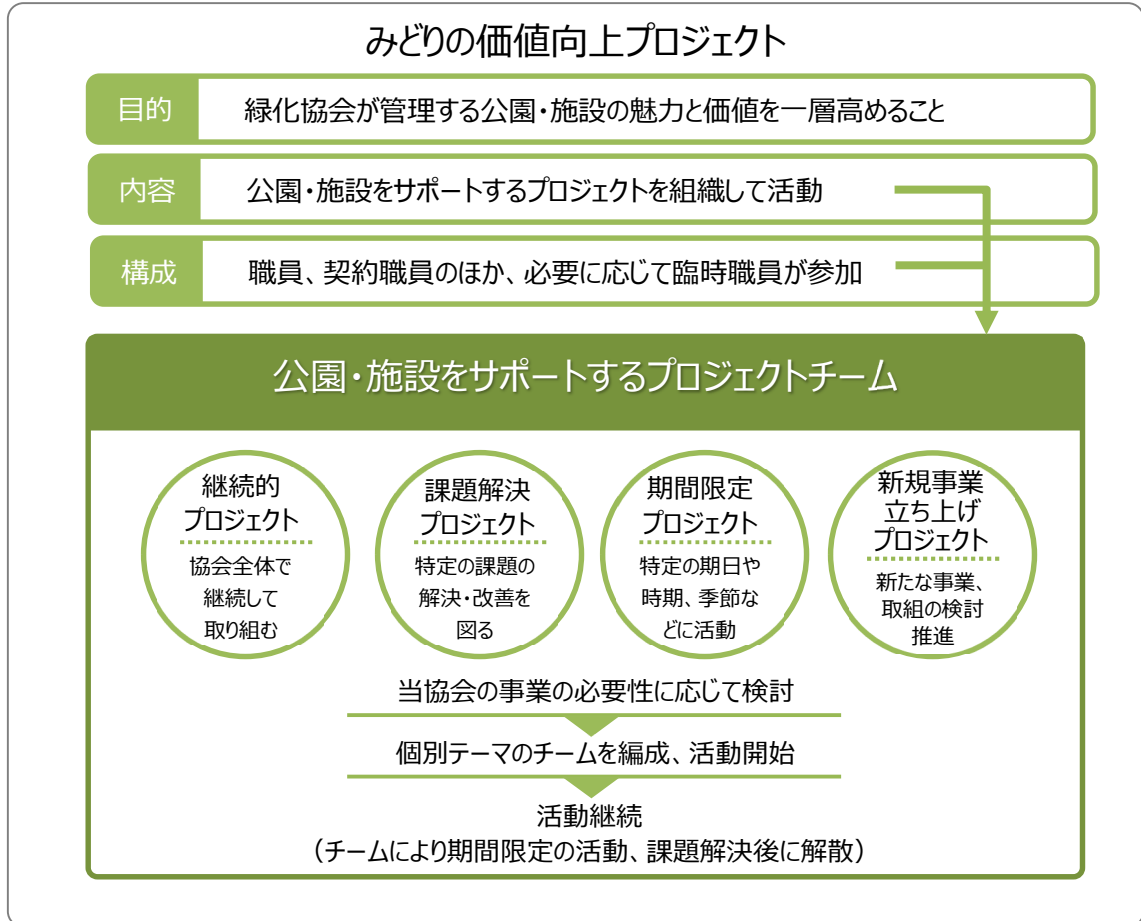 みどりの価値向上プロジェクト
目的
緑化協会が管理する公園・施設の魅力と価値を一層高めること
内容
公園・施設をサポートするプロジェクトを組織して活動
構成
職員、契約職員のほか、必要に応じて臨時職員が参加
公園・施設をサポートするプロジェクトチーム
継続的
プロジェクト
協会全体で
継続して
取り組む
課題解決
プロジェクト
特定の課題の
解決・改善を
図る
期間限定
プロジェクト
特定の期日や
時期、季節な
どに活動
新規事業
立ち上げ
プロジェクト
新たな事業、
取組の検討
推進
当協会の事業の必要性に応じて検討
個別テーマのチームを編成、活動開始
活動継続
（チームにより期間限定の活動、課題解決後に解散）